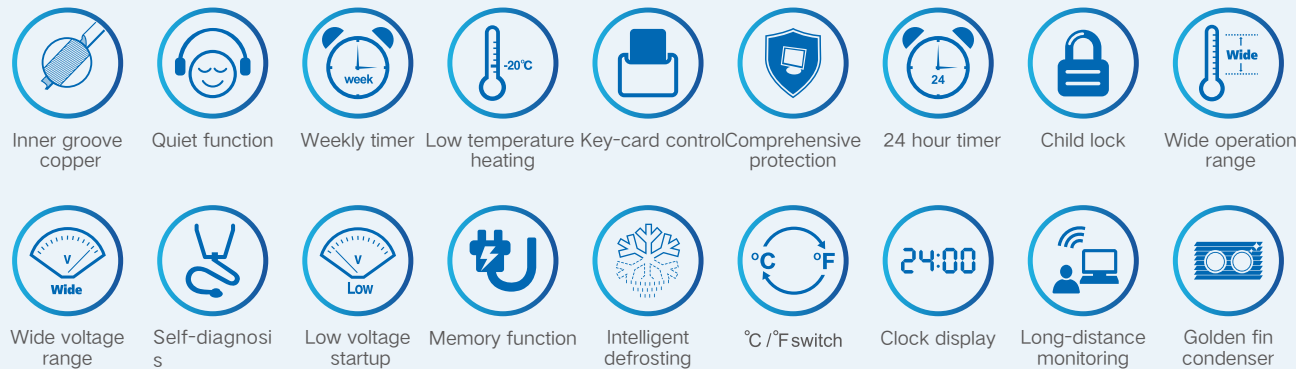 week
-20℃
24
Wide
Inner groove
copper
Quiet function
Weekly timer
Low temperature
heating
Key-card control
Comprehensive
protection
24 hour timer
Child lock
Wide operation
range
V
Wide
V
Low
°C
°F
24:00
Wide voltage
range
Self-diagnosi
s
Low voltage
startup
Memory function
Intelligent
defrosting
℃/℉switch
Clock display
Long-distance
monitoring
Golden fin
condenser